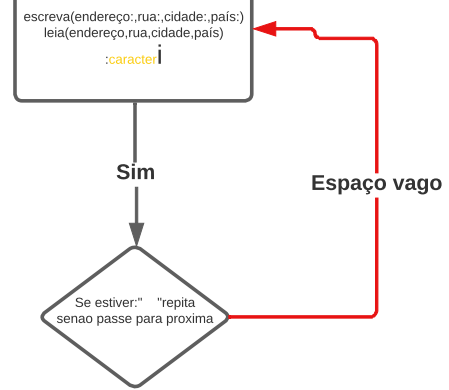 escreva(endereço:,rua:,cidade:,país:)
leia(endereço,rua,cidade,país)
:caracteri
Sim
Espaço vago
Se estiver:"    "repita
senao passe para proxima